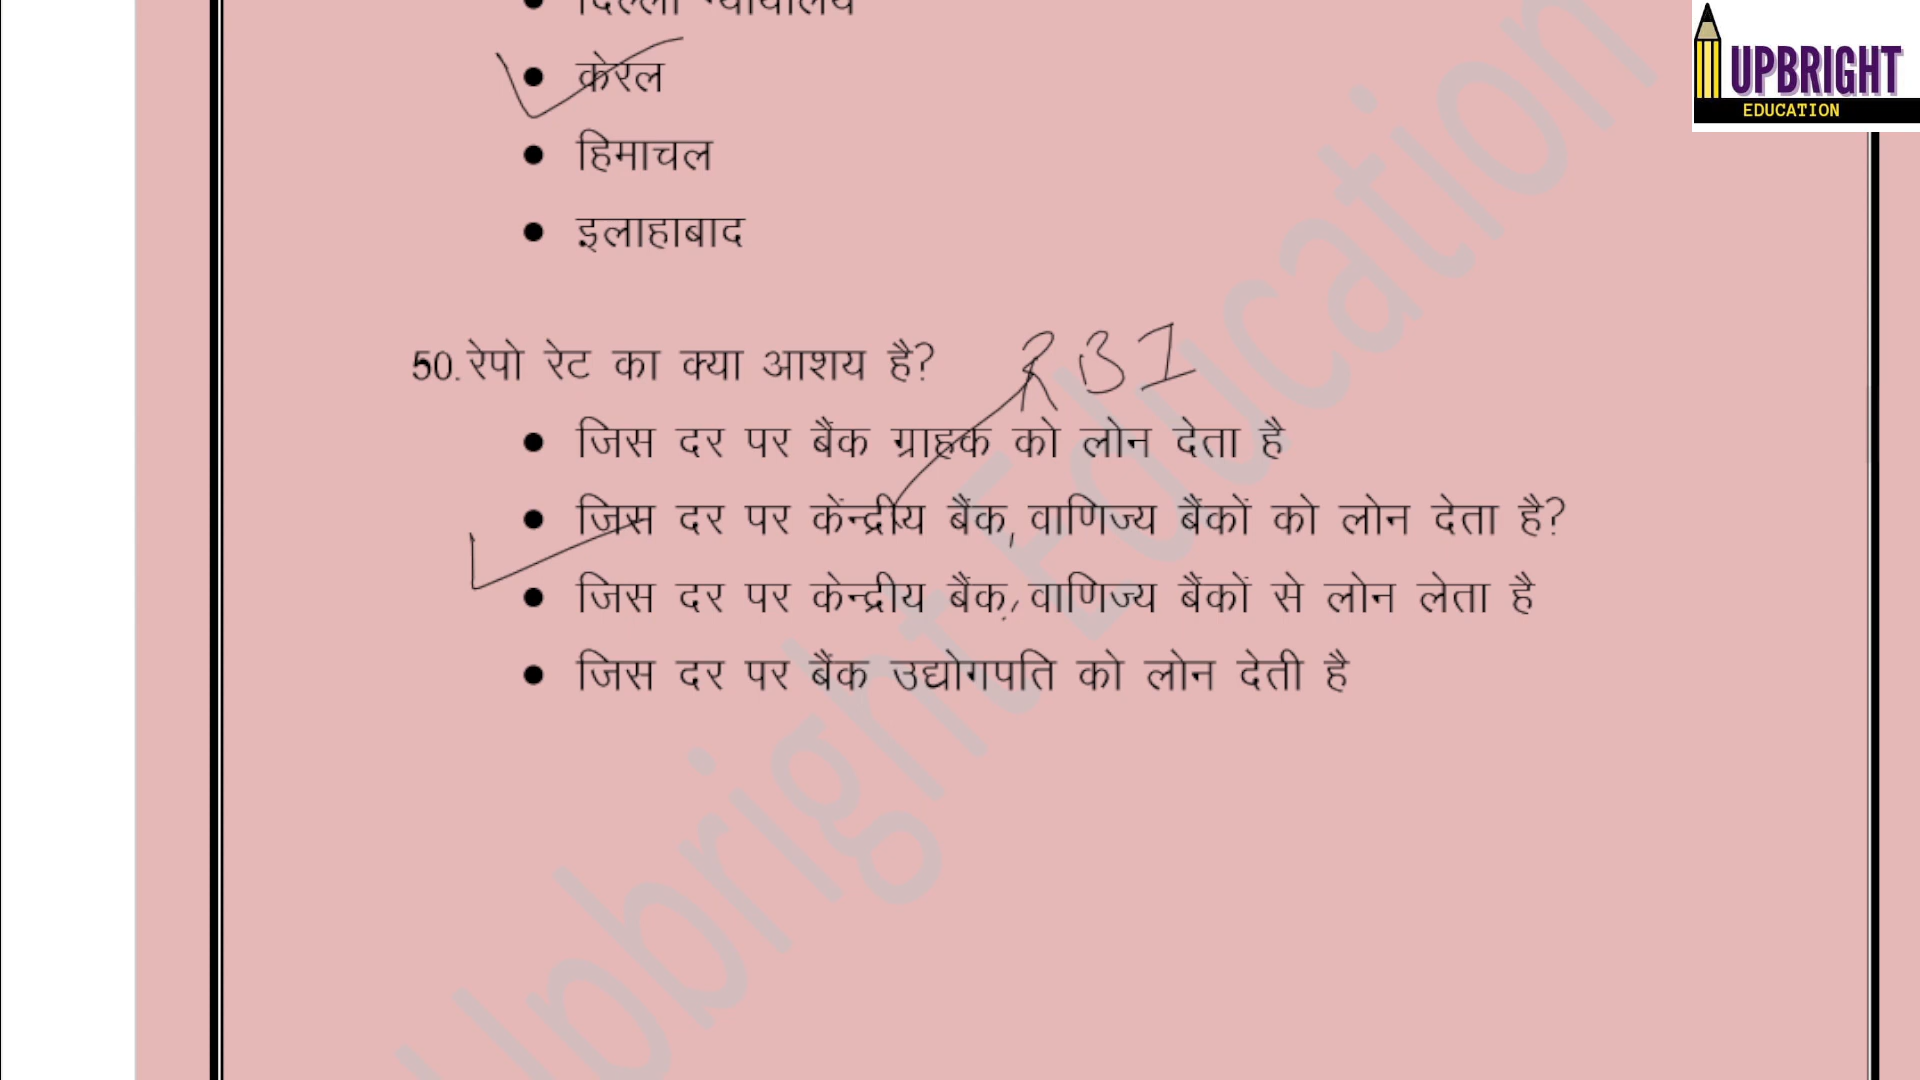 दिल्ली न्यायालय
केरल
हिमाचल
इलाहाबाद
UPBRIGHT
EDUCATION
50. रेपो रेट का क्या आशय है?
RBI
जिस दर पर बैंक ग्राहक को लोन देता है
जिस दर पर केंन्द्रीय बैंक, वाणिज्य बैंकों को लोन देता है?
जिस दर पर केन्द्रीय बैंक, वाणिज्य बैंकों से लोन लेता है
जिस दर पर बैंक उद्योगपति को लोन देती है
Upbright Education